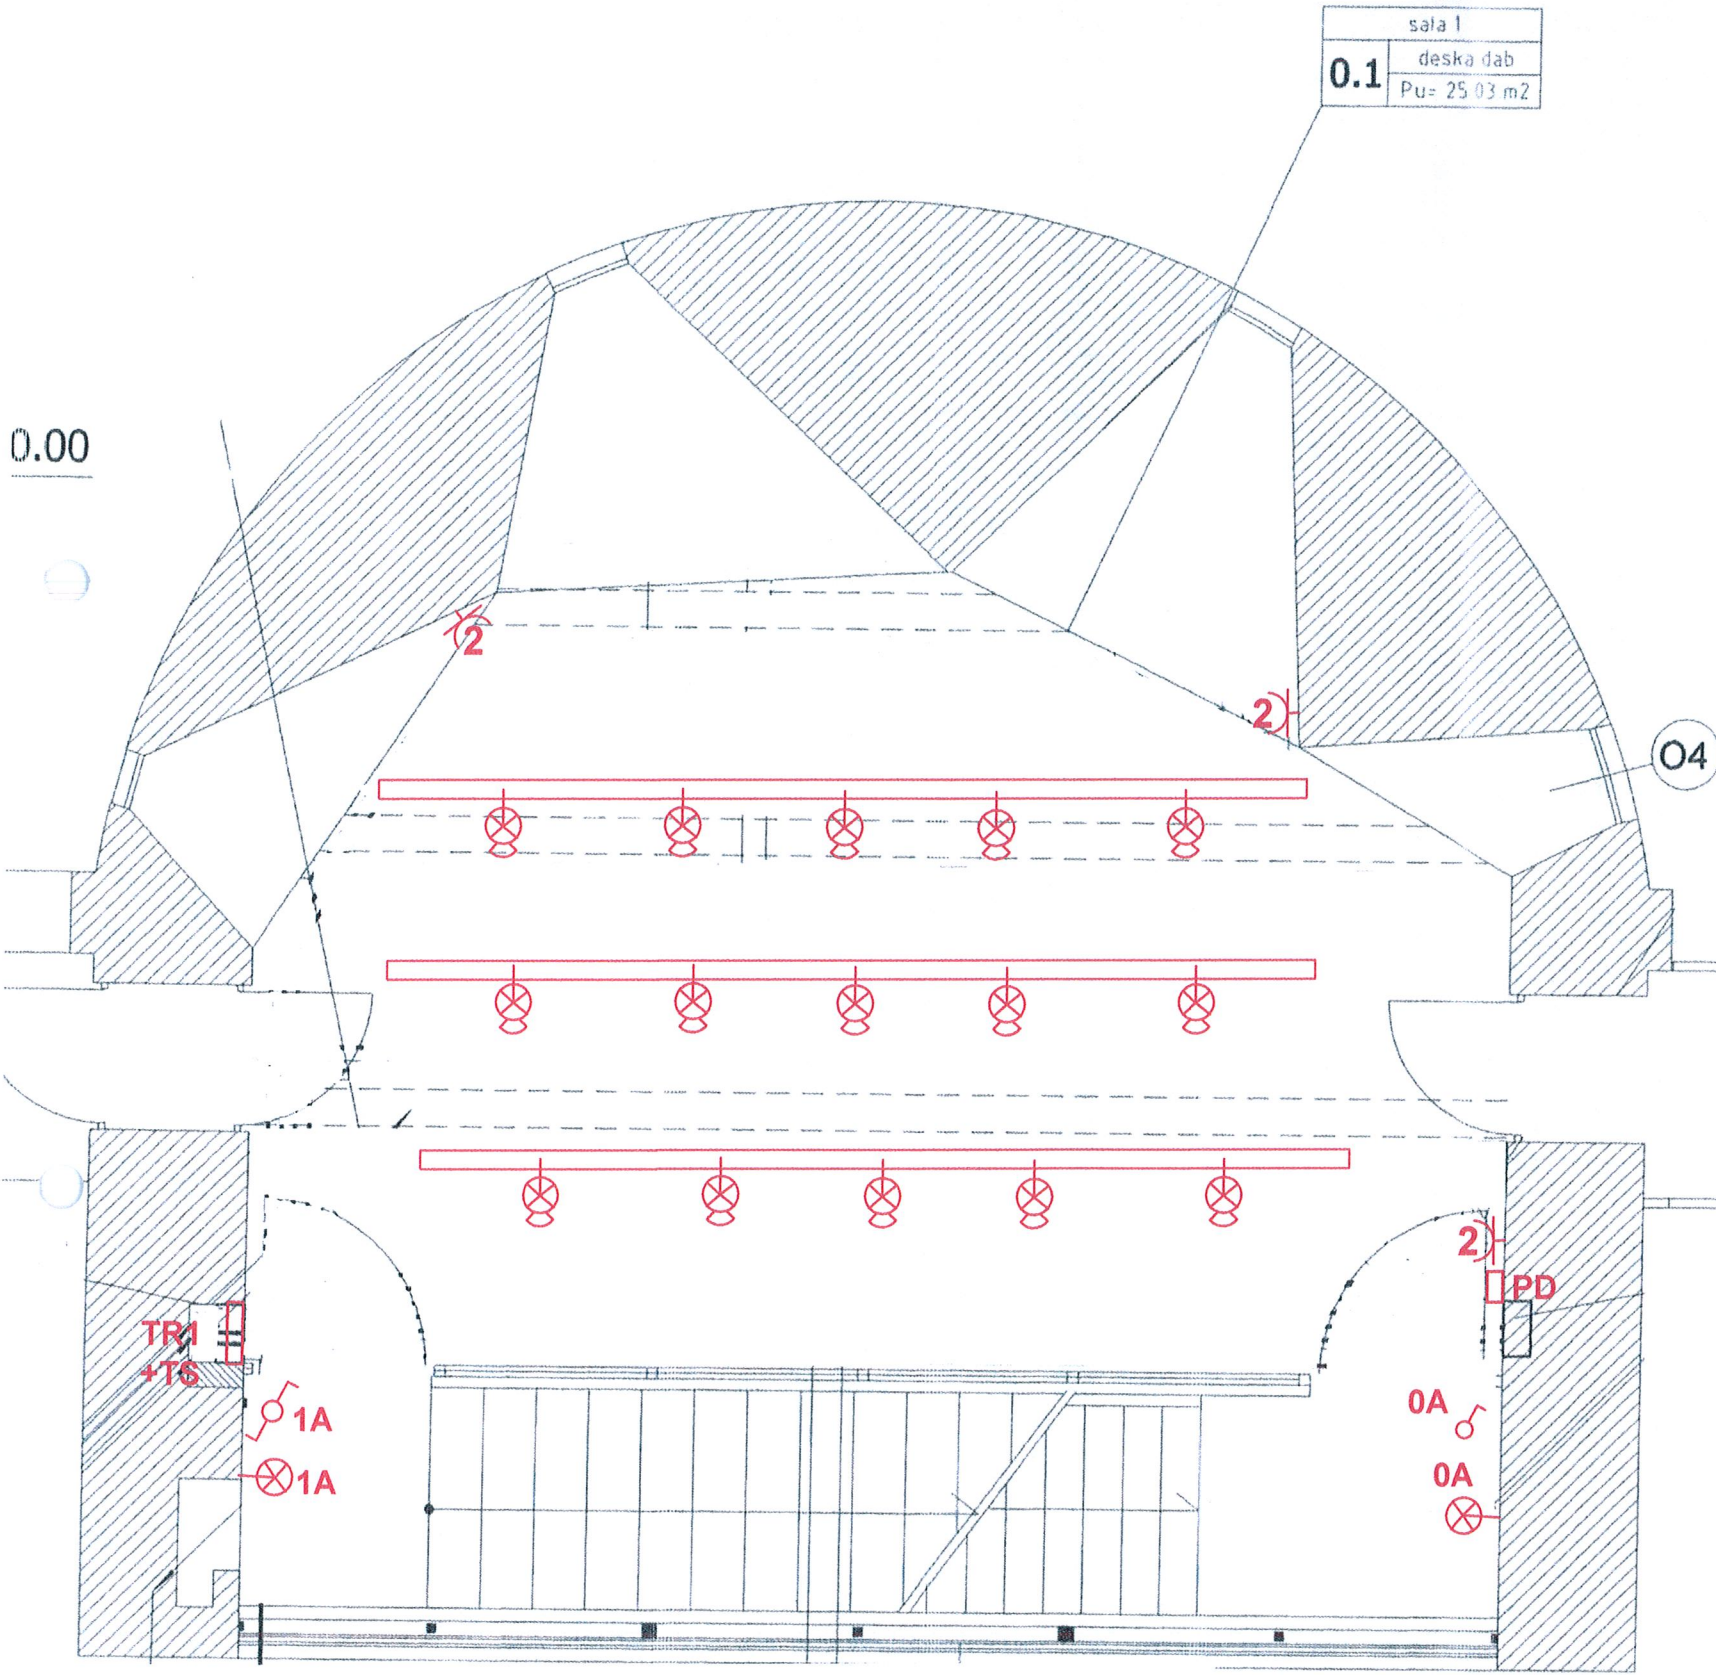 sala 1
0.1
deska dab
Pu= 25.03 m2
0.00
2
2
O4
2
PD
TR1
+TS
1A
0A
1A
0A